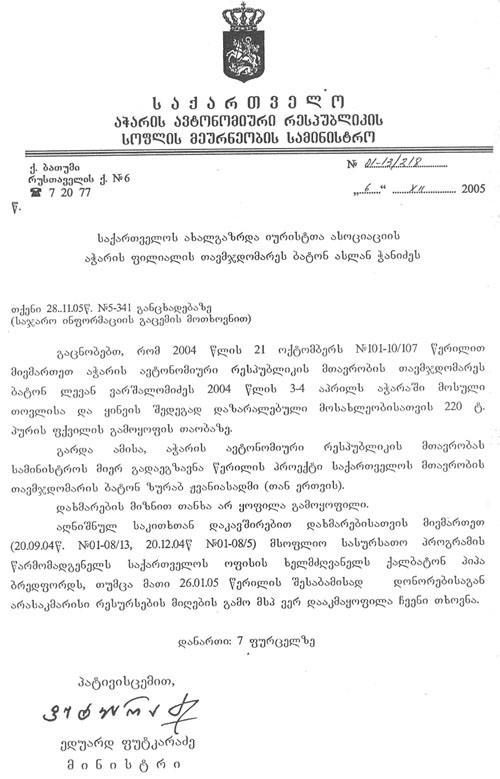 საქართველო
აჭარის ავტონომიური რესპუბლიკის
სოფლის მეურნეობის სამინისტრო
ქ. ბათუმი
რუსთაველის ქ. №6
☎ 7 20 77
№ 01-12/218
„ 6 “ XII 2005
წ.
საქართველოს ახალგაზრდა იურისტთა ასოციაციის
აჭარის ფილიალის თავმჯდომარეს ბატონ ასლან ჭანიძეს
თქენი 28..11.05წ. №5-341 განცხადებაზე
(საჯარო ინფორმაციის გაცემის მოთხოვნით)
გაცნობებთ, რომ 2004 წლის 21 ოქტომბერს №101-10/107 წერილით
მიემართეთ აჭარის ავტონომიური რესპუბლიკის მთავრობის თავმჯდომარეს
ბატონ ლევან ვარშალომიძეს 2004 წლის 3-4 აპრილს აჭარაში მოსული
თოვლისა და ყინვის შედეგად დაზარალებული მოსახლეობისათვის 220 ტ.
პურის ფქვილის გამოყოფის თაობაზე.
გარდა ამისა, აჭარის ავტონომიური რესპუბლიკის მთავრობას
სამინისტროს მიერ გადაეგზავნა წერილის პროექტი საქართველოს მთავრობის
თავმჯდომარის ბატონ ზურაბ ჟვანიასადმი (თან ერთვის).
დახმარების მიზნით თანხა არ ყოფილა გამოყოფილი.
აღნიშნულ საკითხთან დაკავშირებით დახმარებისათვის მიემართეთ
(20.09.04წ. №01-08/13, 20.12.04წ №01-08/5) მსოფლიო სასურსათო პროგრამის
წარმომადგენელს საქართველოს ოფისის ხელმძღვანელს ქალბატონ პიპა
ბრედფორდს, თუმცა მათი 26.01.05 წერილის შესაბამისად დონორებისაგან
არასაკმარისი რესურსების მიღების გამო მსპ ვერ დააკმაყოფილა ჩვენი თხოვნა.
დანართი: 7 ფურცელზე
პატივისცემით,
ედუარდ ფუტკარაძე
მინისტრი